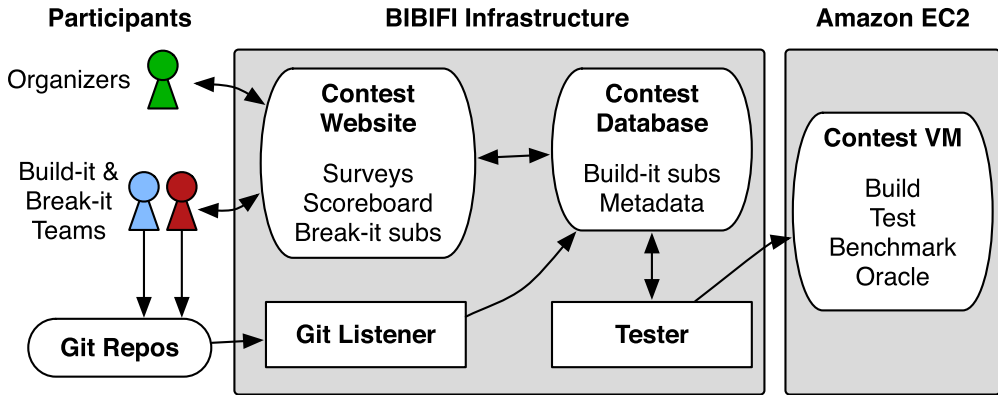 Participants
BIBIFI Infrastructure
Amazon EC2
Organizers
Build-it &
Break-it
Teams
Git Repos
Contest
Website
Surveys
Scoreboard
Break-it subs
Contest
Database
Build-it subs
Metadata
Git Listener
Tester
Contest VM
Build
Test
Benchmark
Oracle